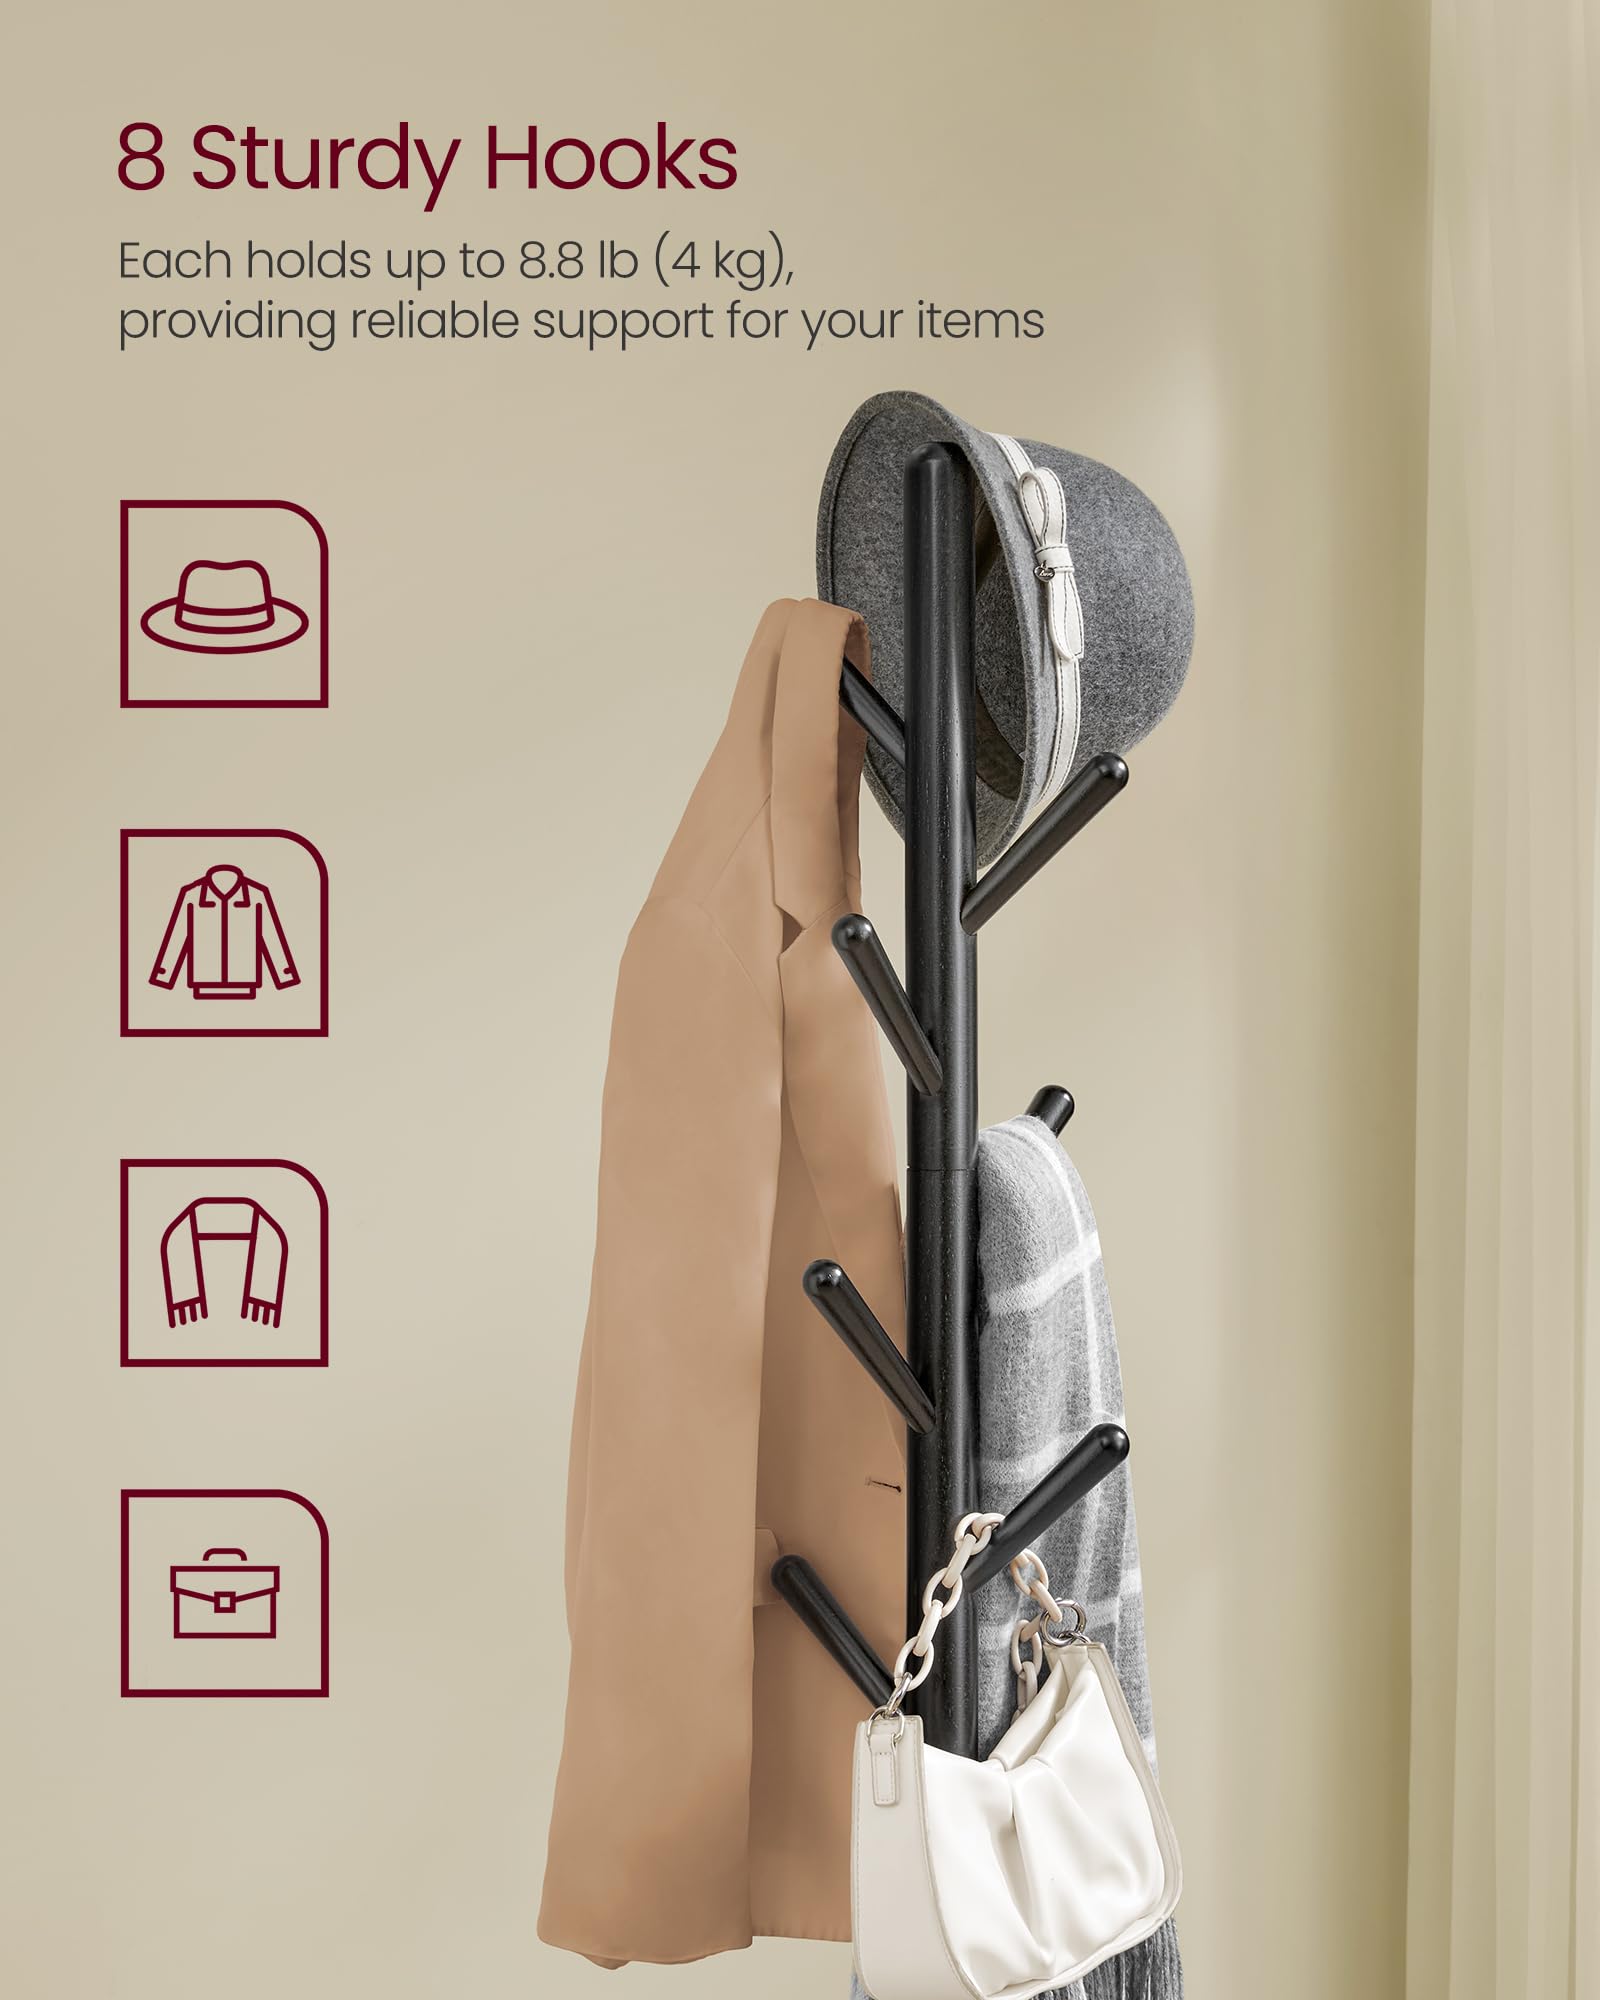 8 Sturdy Hooks
Each holds up to 8.8 lb (4 kg),
providing reliable support for your items